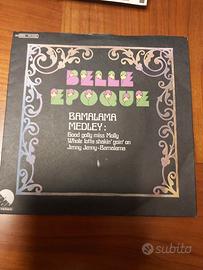 BELLE
EPOQUE
BAMALAMA
MEDLEY:
Good golly miss Molly
Whole lotta shakin' goin' on
Jenny Jenny-Bamalama
subito